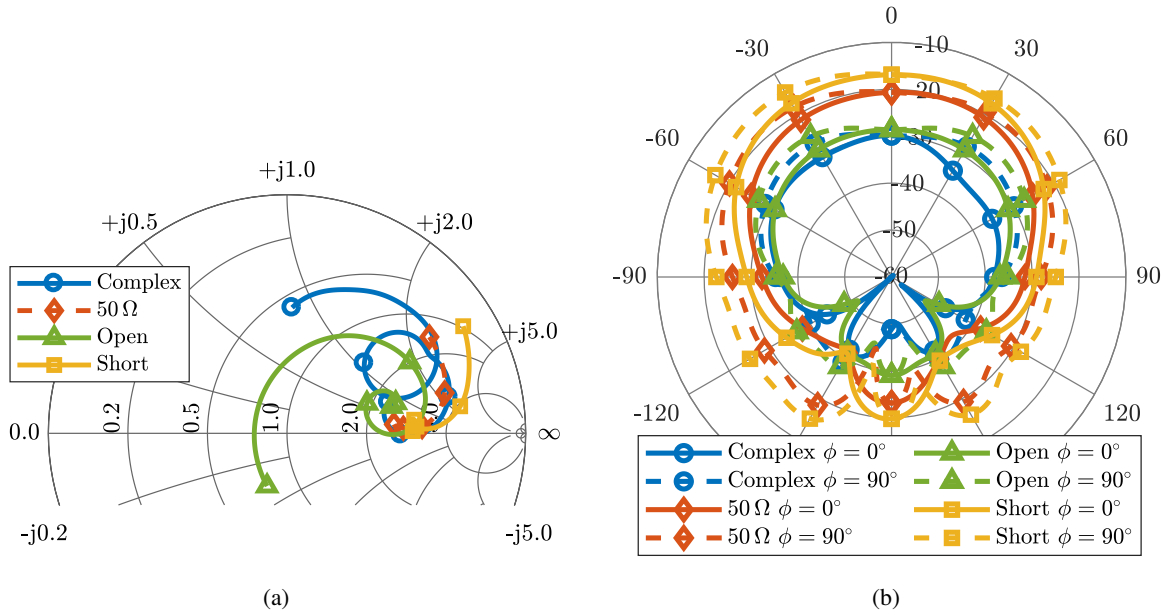 +j1.0
+j0.5
+j2.0
+j5.0
Complex
50 Ω
Open
Short
0.0
0.2
0.5
1.0
2.0
∞
-j0.2
-j5.0
(a)
0
-30
30
-10
-20
-60
60
-40
-50
-90
-60
90
-120
120
Complex ϕ = 0°
Complex ϕ = 90°
50 Ω ϕ = 0°
50 Ω ϕ = 90°
Open ϕ = 0°
Open ϕ = 90°
Short ϕ = 0°
Short ϕ = 90°
(b)